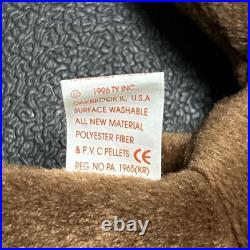 © 1996 TY INC.,
OAKBROOK IL, U.S.A
SURFACE WASHABLE
ALL NEW MATERIAL
POLYESTER FIBER
& P.V.C PELLETS CE
REG. NO PA. 1965(KR)